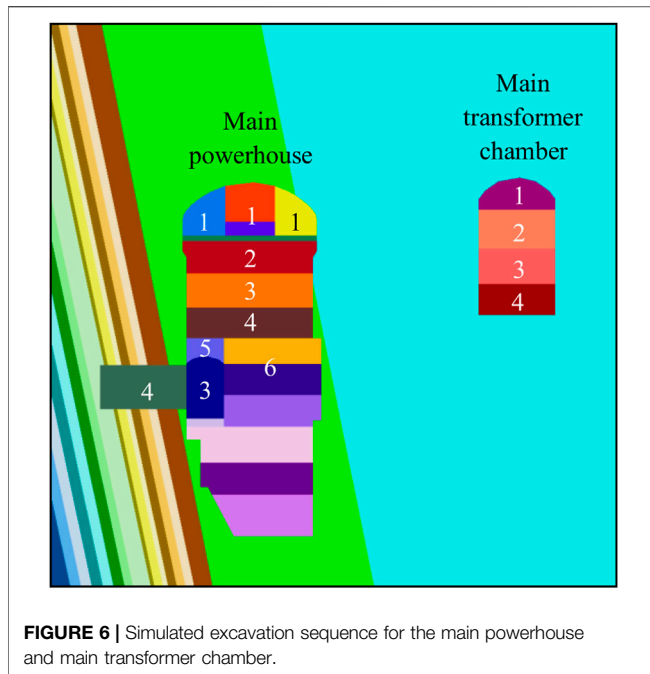 Main
powerhouse
Main
transformer
chamber
1 1 1
2
3
4
5
6
4 3
1
2
3
4
FIGURE 6 | Simulated excavation sequence for the main powerhouse
and main transformer chamber.